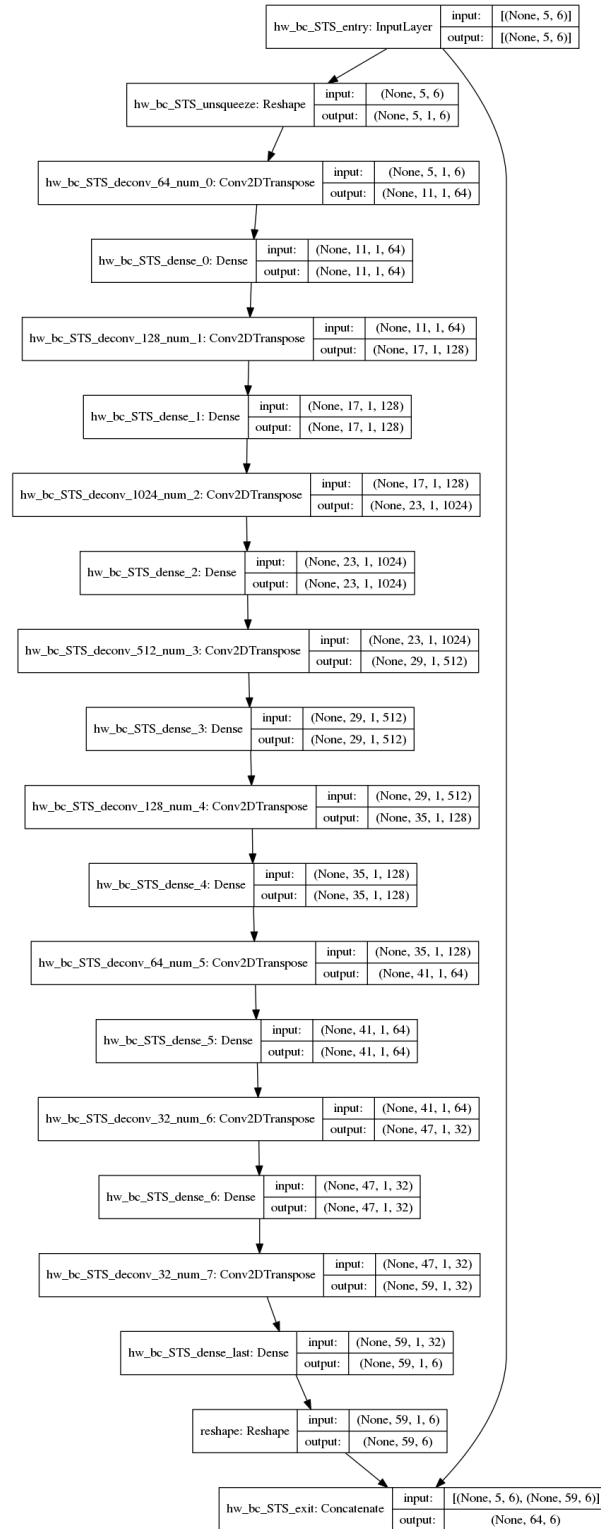 hw_bc_STS_entry: InputLayer input: [(None, 5, 6)]
output: [(None, 5, 6)]
hw_bc_STS_unsqueeze: Reshape input: (None, 5, 6)
output: (None, 5, 1, 6)
hw_bc_STS_deconv_64_num_0: Conv2DTranspose input: (None, 5, 1, 6)
output: (None, 11, 1, 64)
hw_bc_STS_dense_0: Dense input: (None, 11, 1, 64)
output: (None, 11, 1, 64)
hw_bc_STS_deconv_128_num_1: Conv2DTranspose input: (None, 11, 1, 64)
output: (None, 17, 1, 128)
hw_bc_STS_dense_1: Dense input: (None, 17, 1, 128)
output: (None, 17, 1, 128)
hw_bc_STS_deconv_1024_num_2: Conv2DTranspose input: (None, 17, 1, 128)
output: (None, 23, 1, 1024)
hw_bc_STS_dense_2: Dense input: (None, 23, 1, 1024)
output: (None, 23, 1, 1024)
hw_bc_STS_deconv_512_num_3: Conv2DTranspose input: (None, 23, 1, 1024)
output: (None, 29, 1, 512)
hw_bc_STS_dense_3: Dense input: (None, 29, 1, 512)
output: (None, 29, 1, 512)
hw_bc_STS_deconv_128_num_4: Conv2DTranspose input: (None, 29, 1, 512)
output: (None, 35, 1, 128)
hw_bc_STS_dense_4: Dense input: (None, 35, 1, 128)
output: (None, 35, 1, 128)
hw_bc_STS_deconv_64_num_5: Conv2DTranspose input: (None, 35, 1, 128)
output: (None, 41, 1, 64)
hw_bc_STS_dense_5: Dense input: (None, 41, 1, 64)
output: (None, 41, 1, 64)
hw_bc_STS_deconv_32_num_6: Conv2DTranspose input: (None, 41, 1, 64)
output: (None, 47, 1, 32)
hw_bc_STS_dense_6: Dense input: (None, 47, 1, 32)
output: (None, 47, 1, 32)
hw_bc_STS_deconv_32_num_7: Conv2DTranspose input: (None, 47, 1, 32)
output: (None, 59, 1, 32)
hw_bc_STS_dense_last: Dense input: (None, 59, 1, 32)
output: (None, 59, 1, 6)
reshape: Reshape input: (None, 59, 1, 6)
output: (None, 59, 6)
hw_bc_STS_exit: Concatenate input: [(None, 5, 6), (None, 59, 6)]
output: (None, 64, 6)